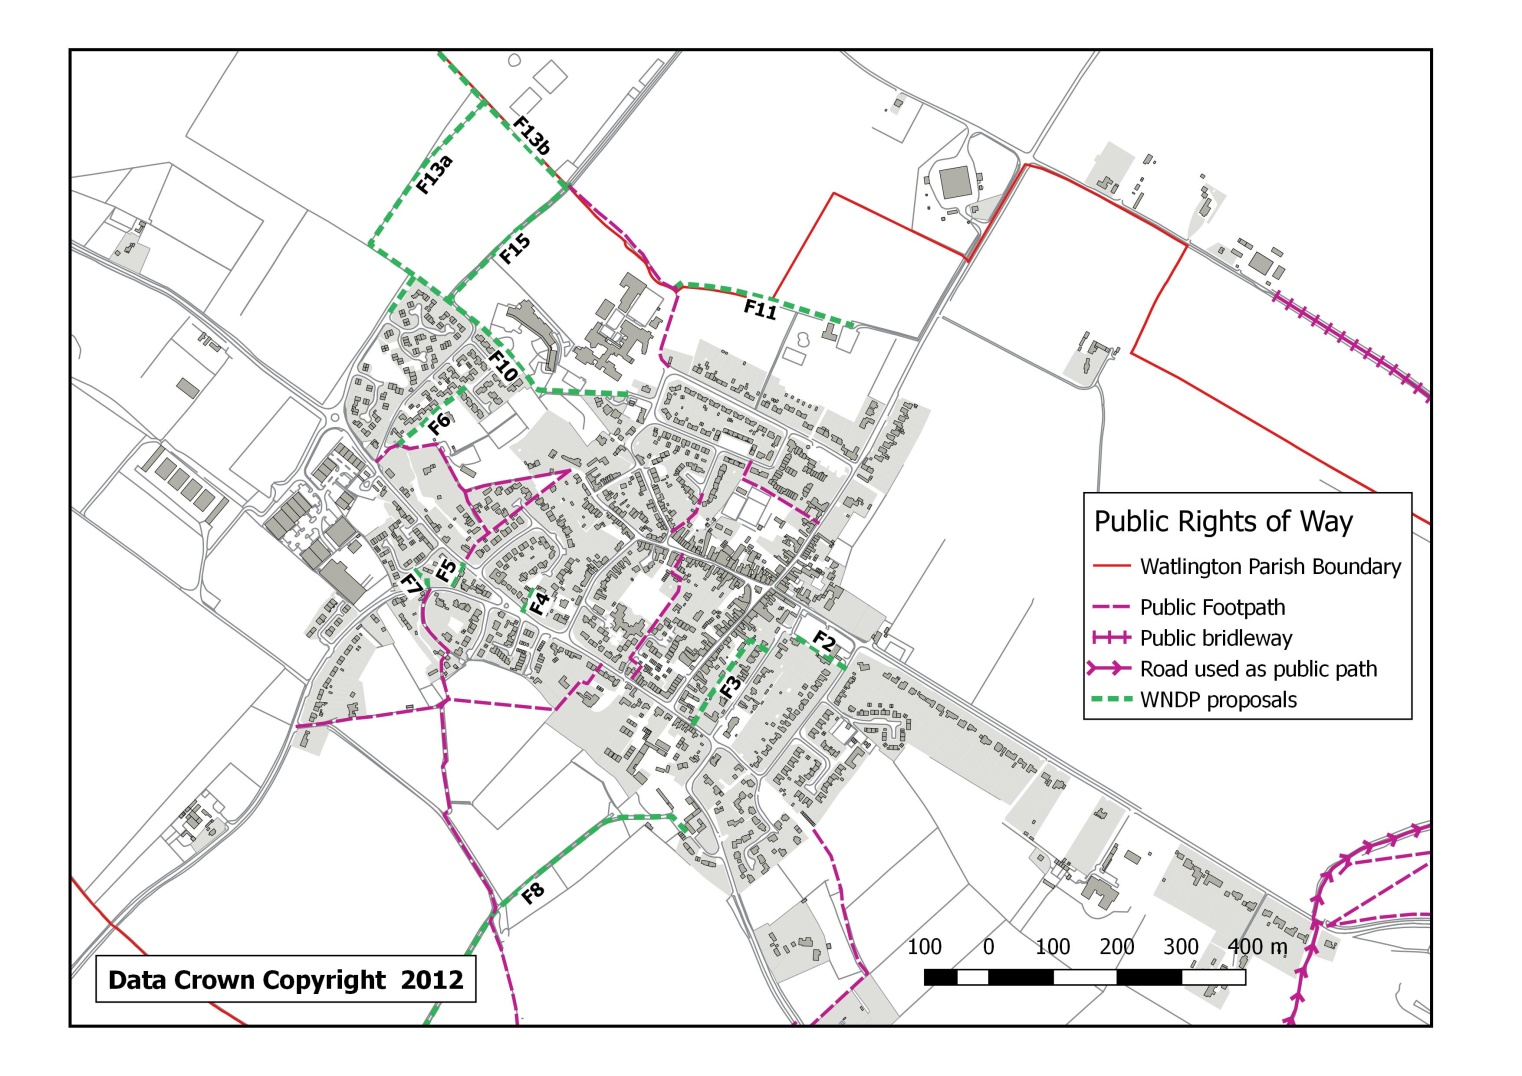 F13b
F13a
F15
F11
F10
F6
F5
F7
F4
F2
F3
F8
Public Rights of Way
Watlington Parish Boundary
Public Footpath
Public bridleway
Road used as public path
WNDP proposals
100 0 100 200 300 400 m
Data Crown Copyright 2012